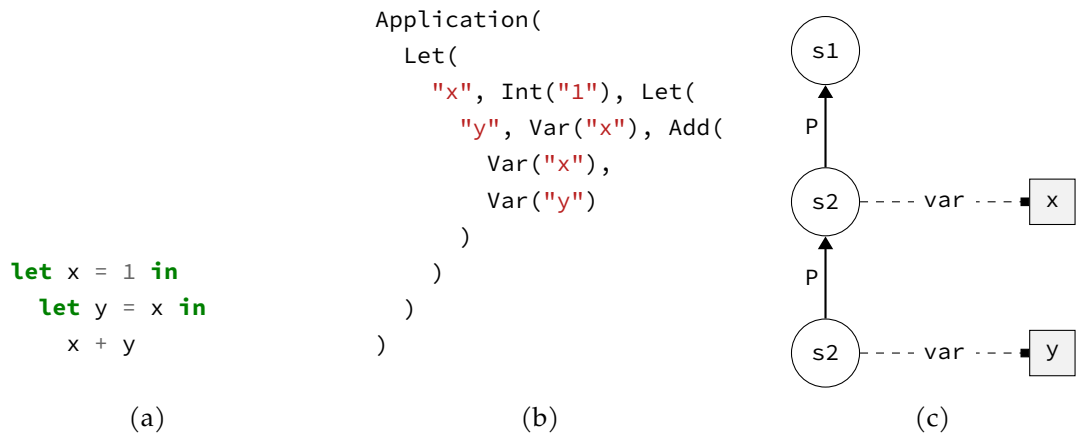 let x = 1 in
let y = x in
x + y
(a)
Application(
Let(
"x", Int("1"), Let(
"y", Var("x"), Add(
Var("x"),
Var("y")
)
)
)
)
(b)
s1
P
s2 var x
P
s2 var y
(c)